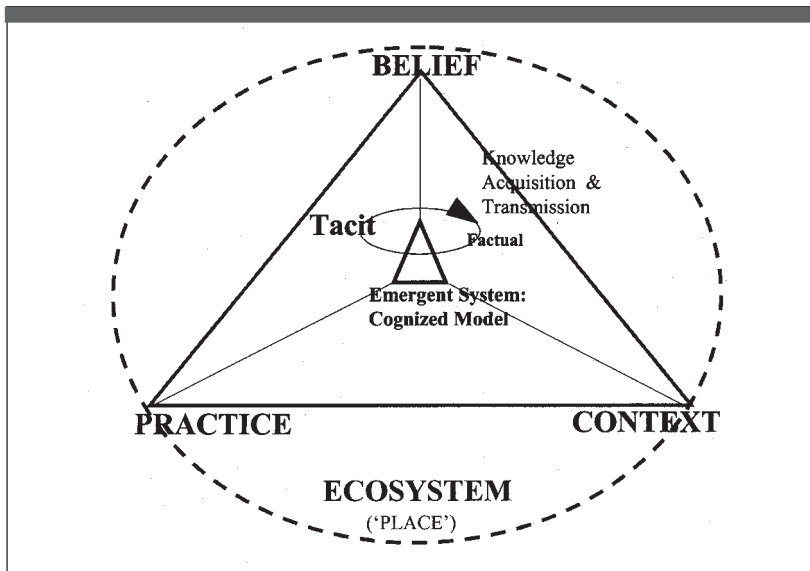 BELIEF
Knowledge
Acquisition &
Transmission
Tacit
Factual
Emergent System:
Cognized Model
PRACTICE
CONTEXT
ECOSYSTEM
('PLACE')